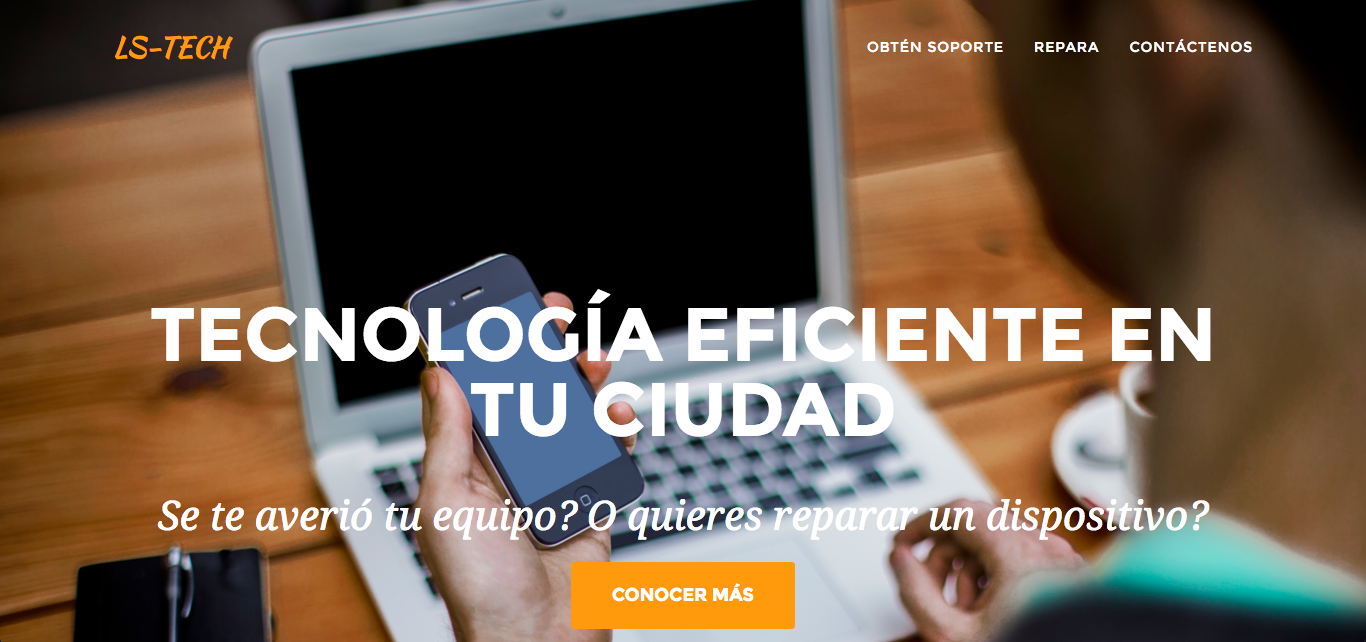 LS-TECH
OBTÉN SOPORTE
REPARA
CONTÁCTENOS
TECNOLOGÍA EFICIENTE EN
TU CIUDAD
Se te averió tu equipo? O quieres reparar un dispositivo?
CONOCER MÁS